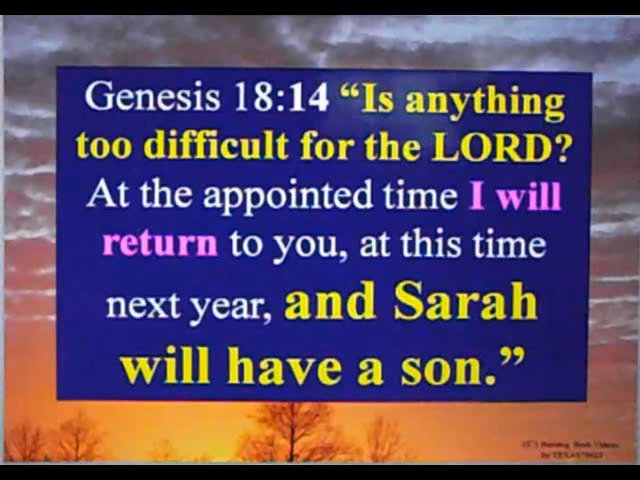 Genesis 18:14 “Is anything
too difficult for the LORD?
At the appointed time I will
return to you, at this time
next year, and Sarah
will have a son.”